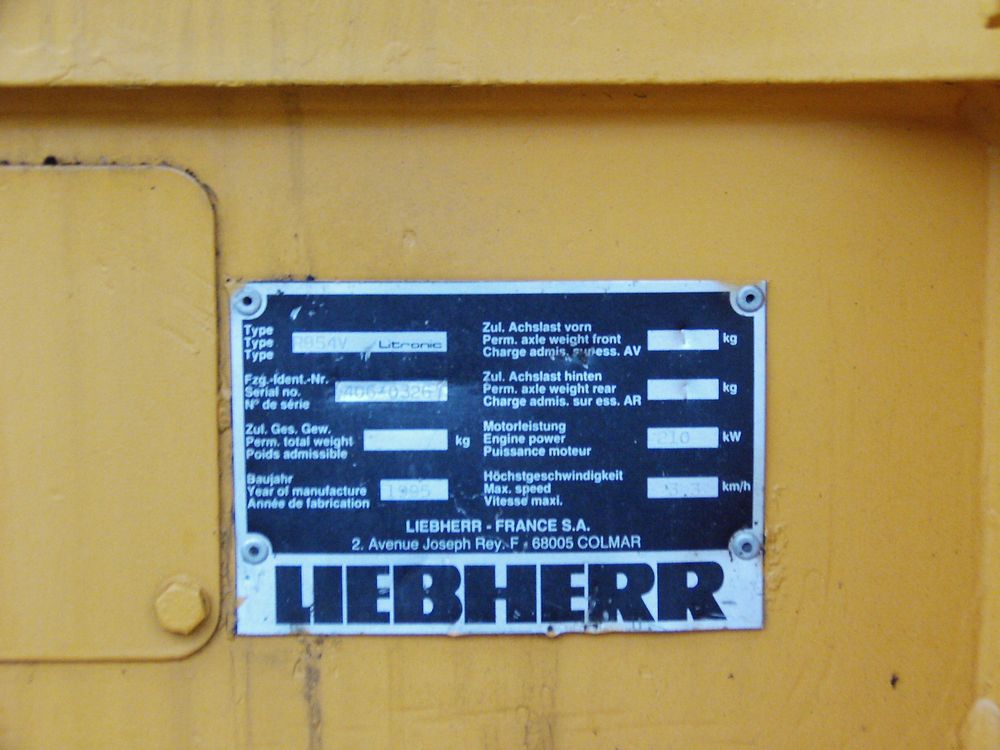 Type
Type R954V Litronic
Type
Zul. Achslast vorn
Perm. axle weight front kg
Charge admis. sur ess. AV
Fzg.-Ident.-Nr.
Serial no.
N° de série
Zul. Achslast hinten
Perm. axle weight rear kg
Charge admis. sur ess. AR
Zul. Ges. Gew.
Perm. total weight kg
Poids admissible
Motorleistung
Engine power 210 kW
Puissance moteur
Baujahr
Year of manufacture 1995
Année de fabrication
Höchstgeschwindigkeit
Max. speed 3.3 km/h
Vitesse maxi.
LIEBHERR - FRANCE S.A.
2. Avenue Joseph Rey. F - 68005 COLMAR
LIEBHERR